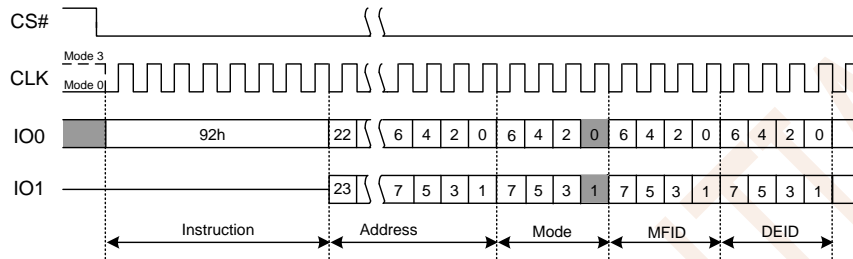 CS#
Mode 3
CLK
Mode 0
IO0 92h 22 6 4 2 0 6 4 2 0 6 4 2 0 6 4 2 0
IO1 23 7 5 3 1 7 5 3 1 7 5 3 1 7 5 3 1
Instruction Address Mode MFID DEID